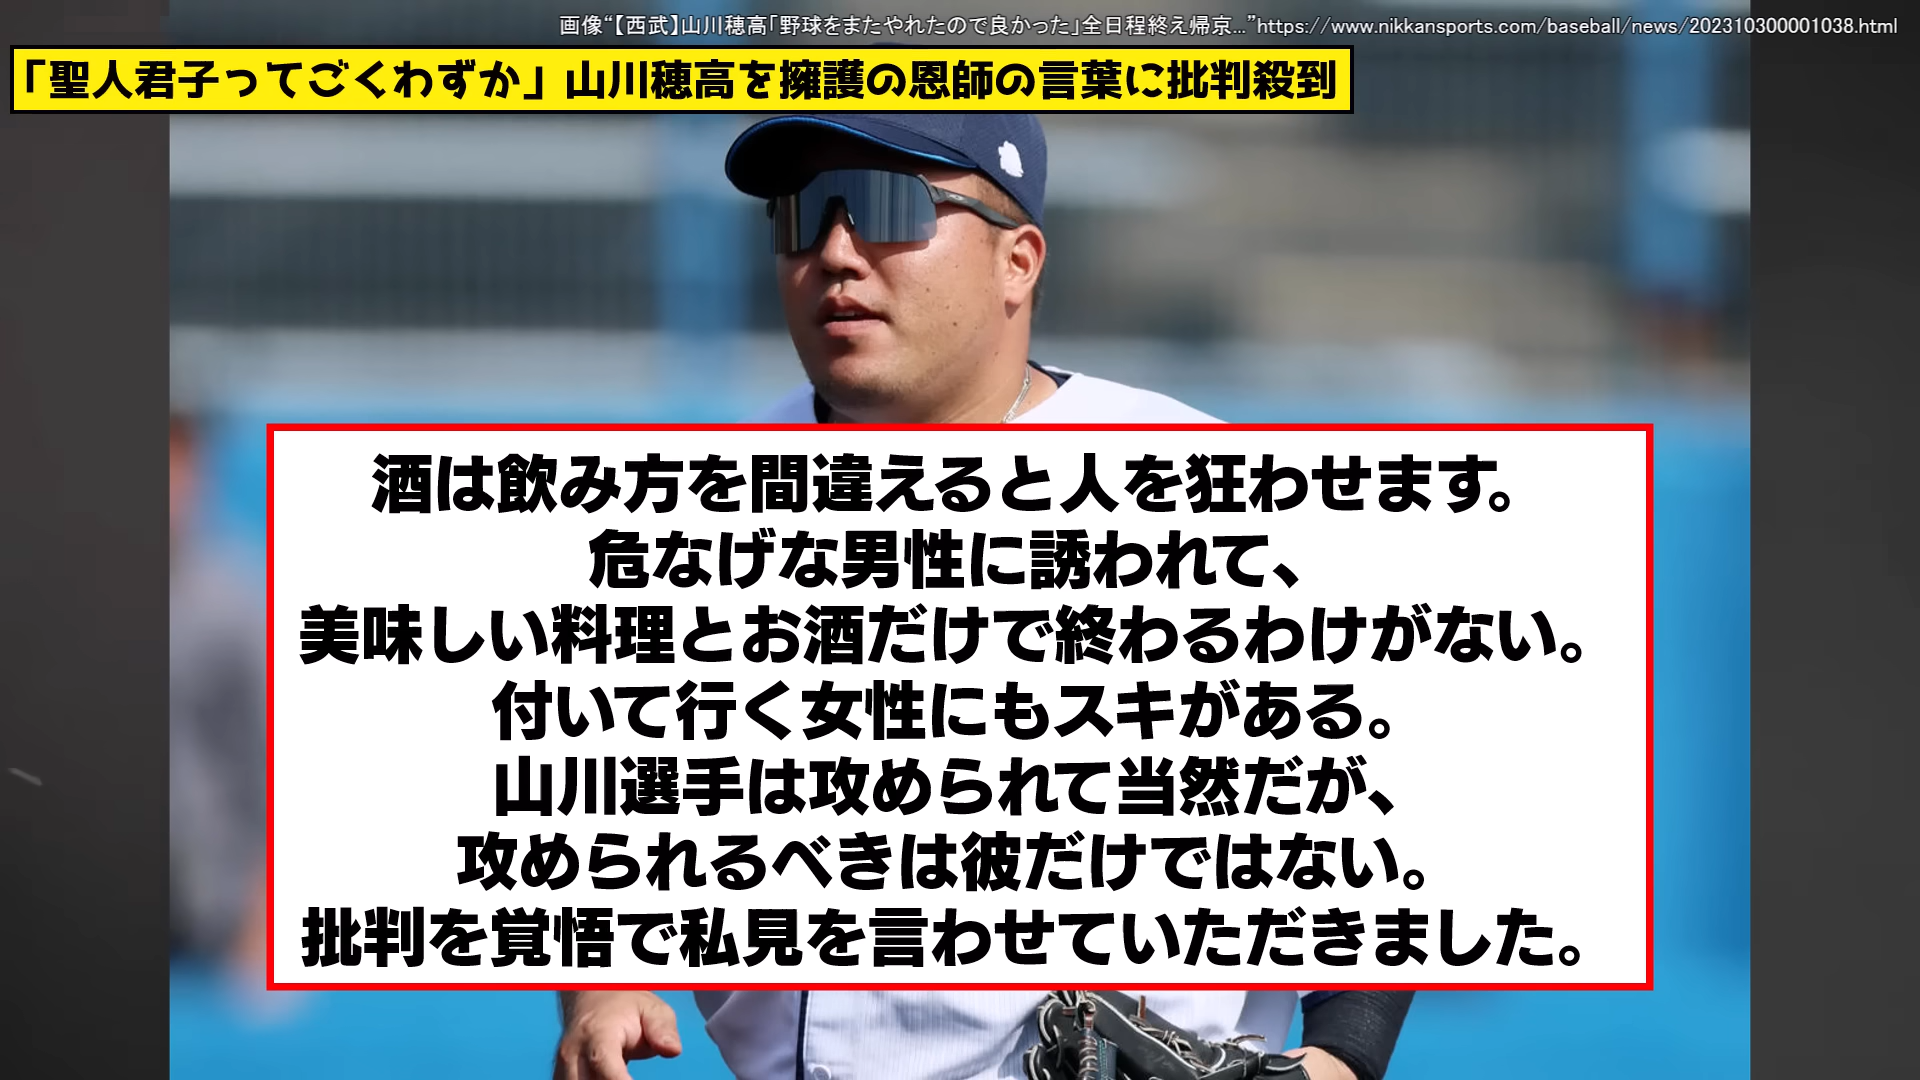 画像“【西武】山川穂高「野球をまたやれたので良かった」全日程終え帰京...”https://www.nikkansports.com/baseball/news/202310300001038.html
「聖人君子ってごくわずか」山川穂高を擁護の恩師の言葉に批判殺到
酒は飲み方を間違えると人を狂わせます。
危なげな男性に誘われて、
美味しい料理とお酒だけで終わるわけがない。
付いて行く女性にもスキがある。
山川選手は攻められて当然だが、
攻められるべきは彼だけではない。
批判を覚悟で私見を言わせていただきました。